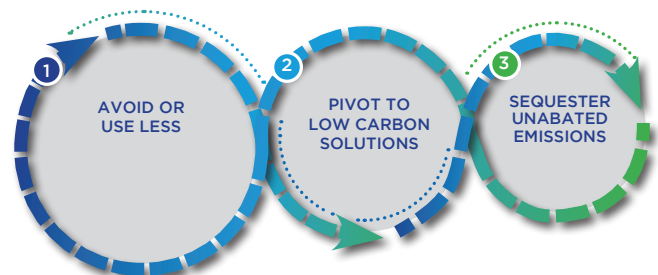 1
AVOID OR
USE LESS
2
PIVOT TO
LOW CARBON
SOLUTIONS
3
SEQUESTER
UNABATED
EMISSIONS